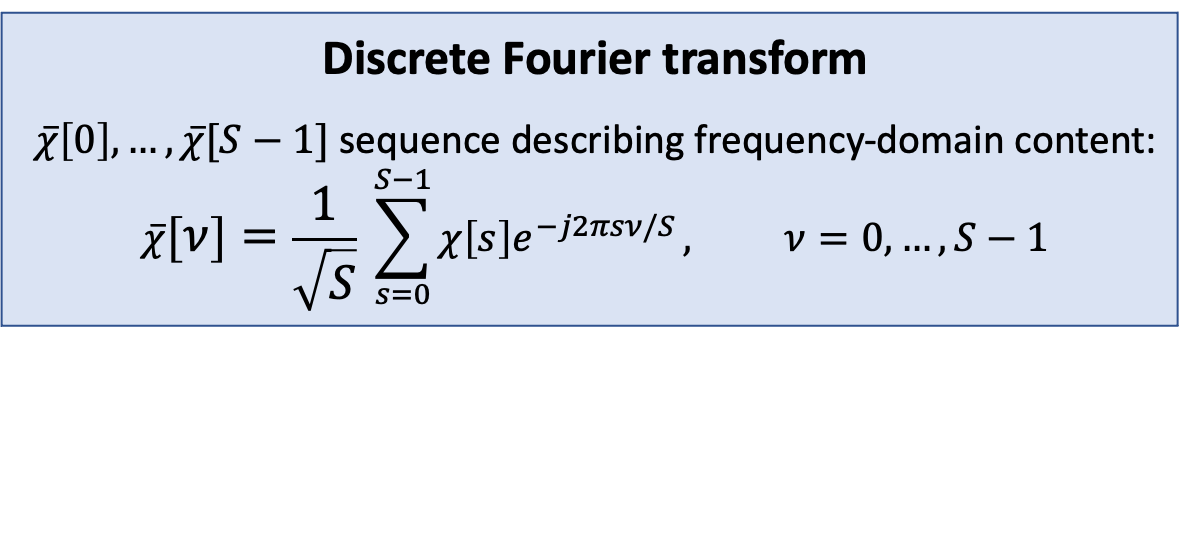 Discrete Fourier transform
χ̄[0], … , χ̄[S − 1] sequence describing frequency-domain content:
χ̄[ν] = 1/√S ∑_{s=0}^{S−1} χ[s]e^{−j2πsν/S} , ν = 0, … , S − 1